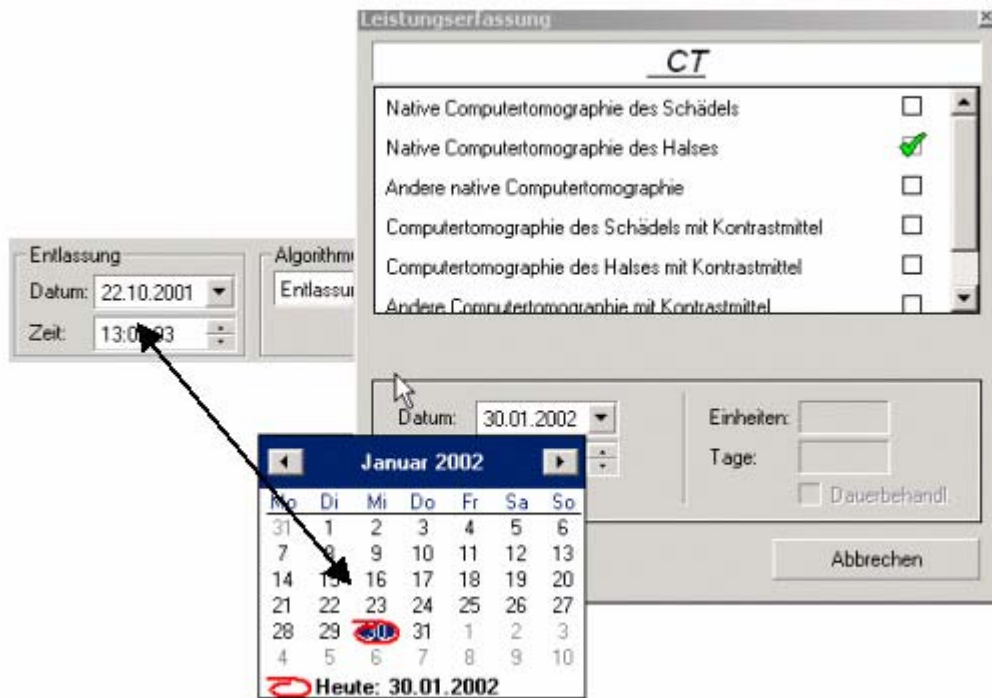 Leistungserfassung
CT
Native Computertomographie des Schädels
Native Computertomographie des Halses
Andere native Computertomographie
Computertomographie des Schädels mit Kontrastmittel
Computertomographie des Halses mit Kontrastmittel
Andere Computertomographie mit Kontrastmittel
Entlassung
Datum: 22.10.2001
Zeit:
Datum: 30.01.2002
Einheiten:
Tage:
Dauerbehandl.
Abbrechen
Januar 2002
Mo Di Mi Do Fr Sa So
31 1 2 3 4 5 6
7 8 9 10 11 12 13
14 15 16 17 18 19 20
21 22 23 24 25 26 27
28 29 30 31 1 2 3
4 5 6 7 8 9 10
Heute: 30.01.2002